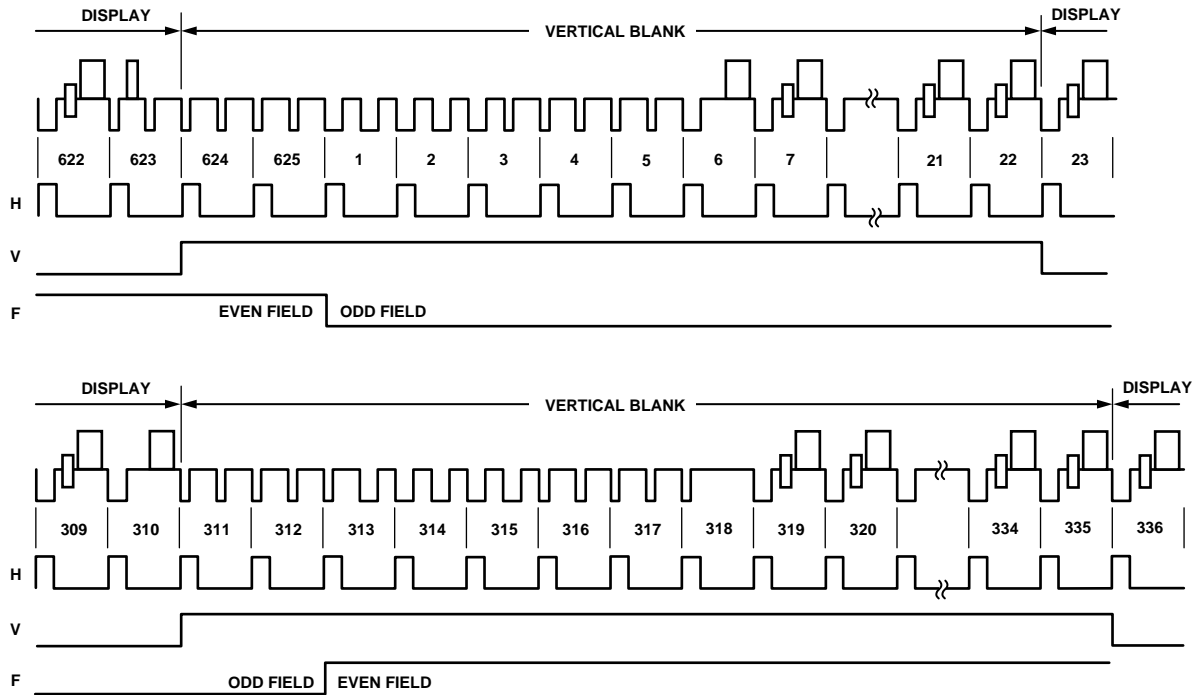 DISPLAY VERTICAL BLANK DISPLAY
622 623 624 625 1 2 3 4 5 6 7 21 22 23
H
V
F
EVEN FIELD ODD FIELD
DISPLAY VERTICAL BLANK DISPLAY
309 310 311 312 313 314 315 316 317 318 319 320 334 335 336
H
V
F
ODD FIELD EVEN FIELD